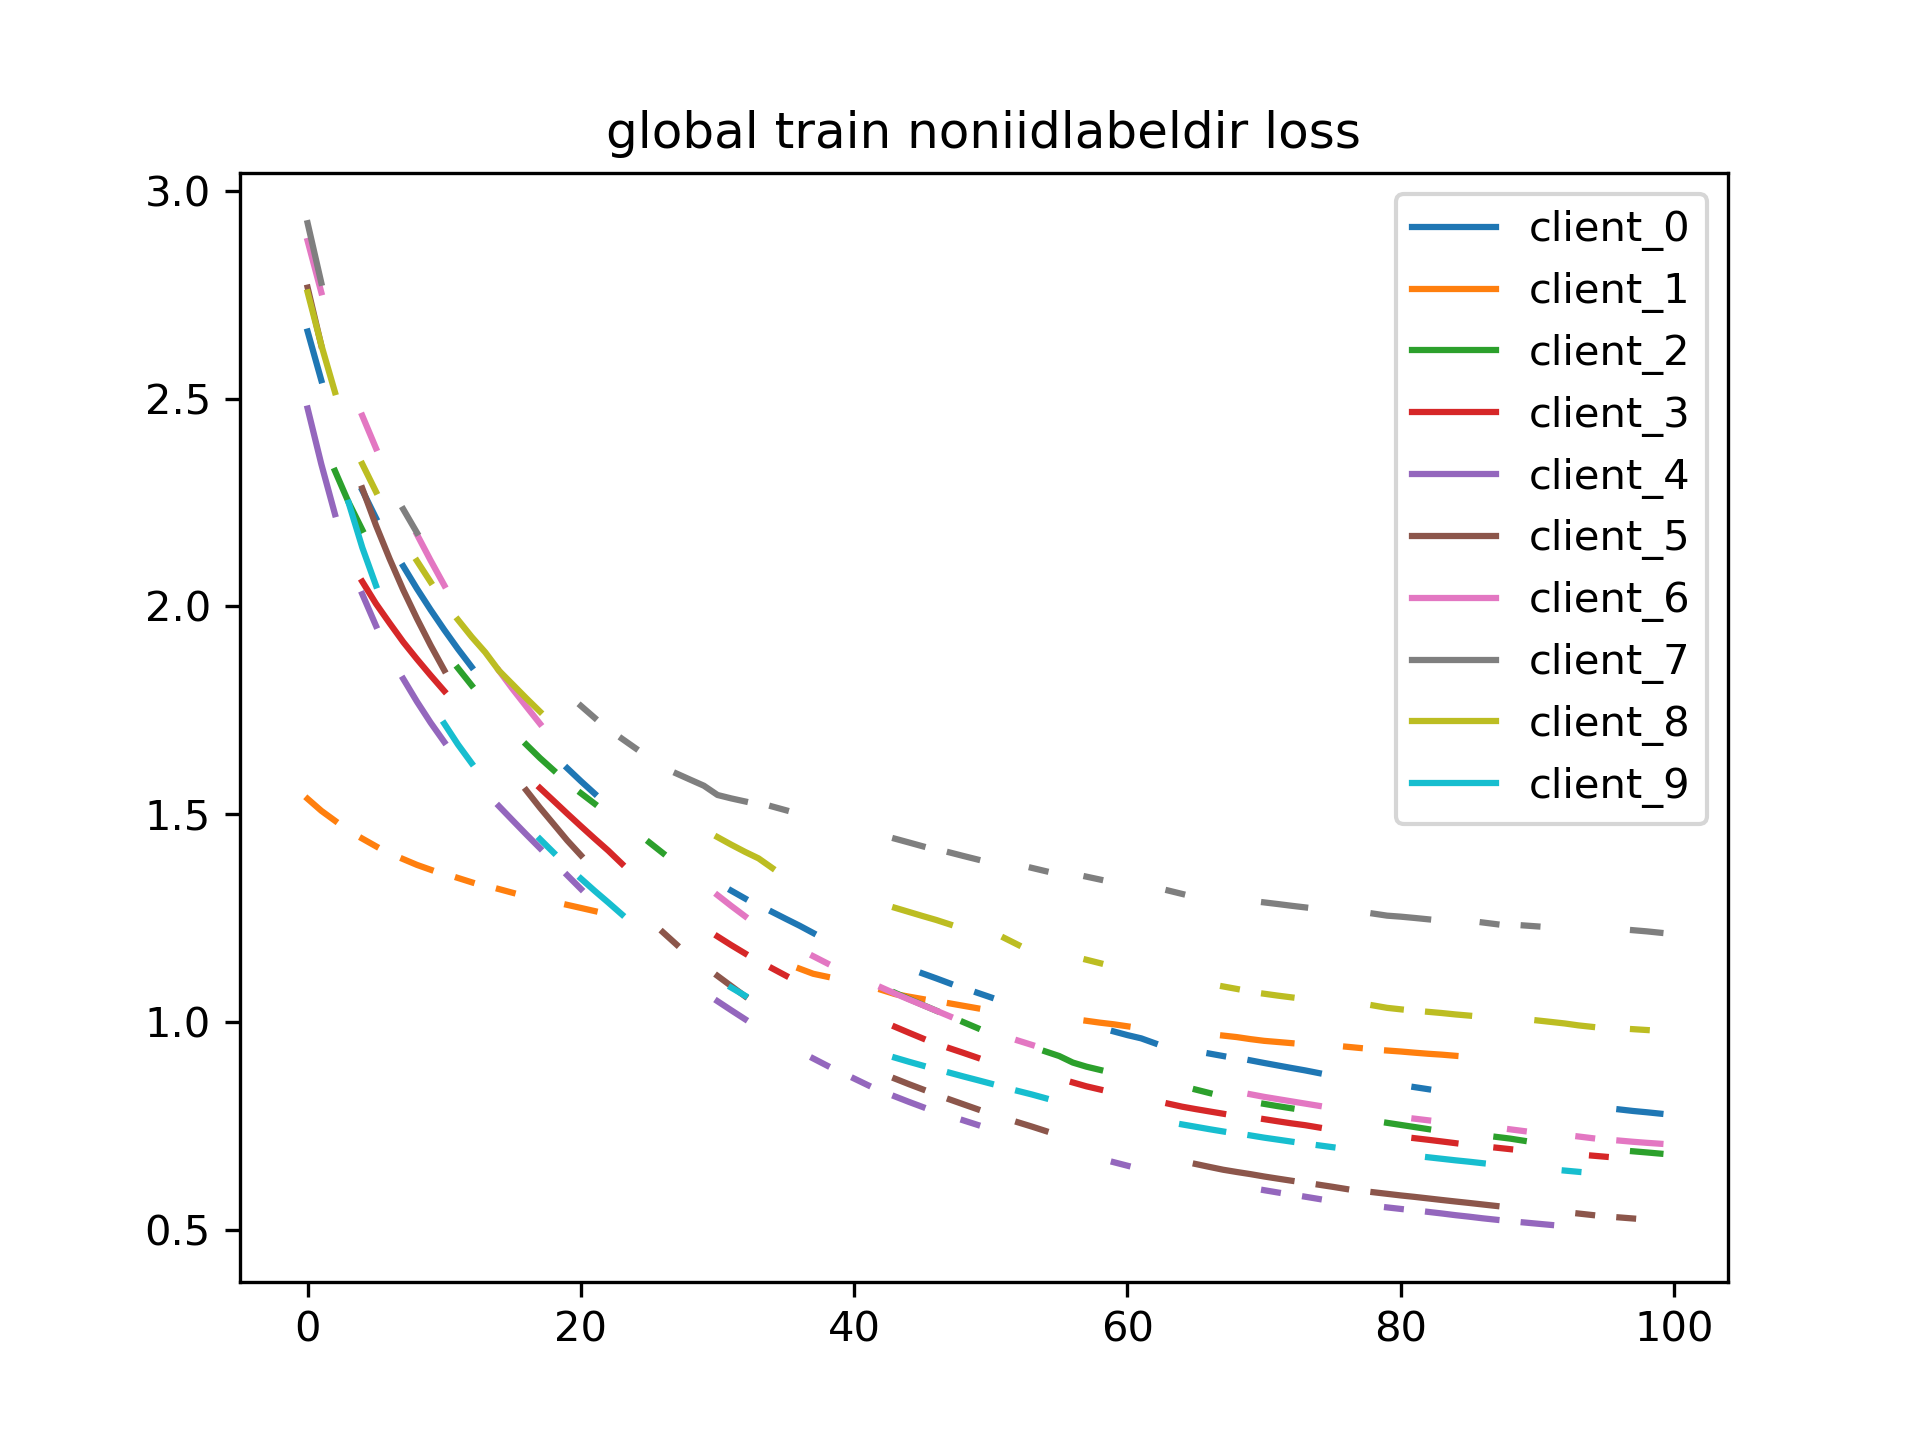 global train noniidlabeldir loss
3.0
2.5
2.0
1.5
1.0
0.5
0
20
40
60
80
100
client_0
client_1
client_2
client_3
client_4
client_5
client_6
client_7
client_8
client_9